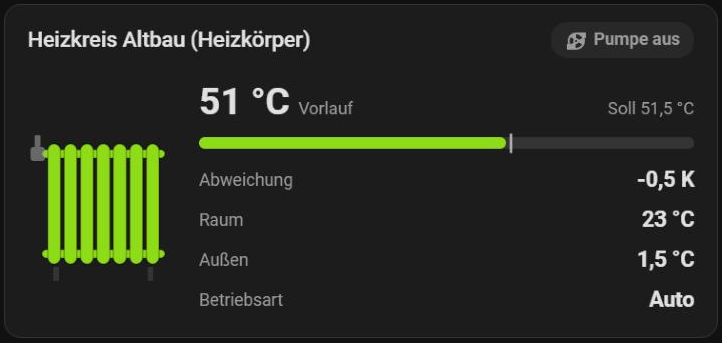 Heizkreis Altbau (Heizkörper)
Pumpe aus
51 °C Vorlauf
Soll 51,5 °C
Abweichung -0,5 K
Raum 23 °C
Außen 1,5 °C
Betriebsart Auto